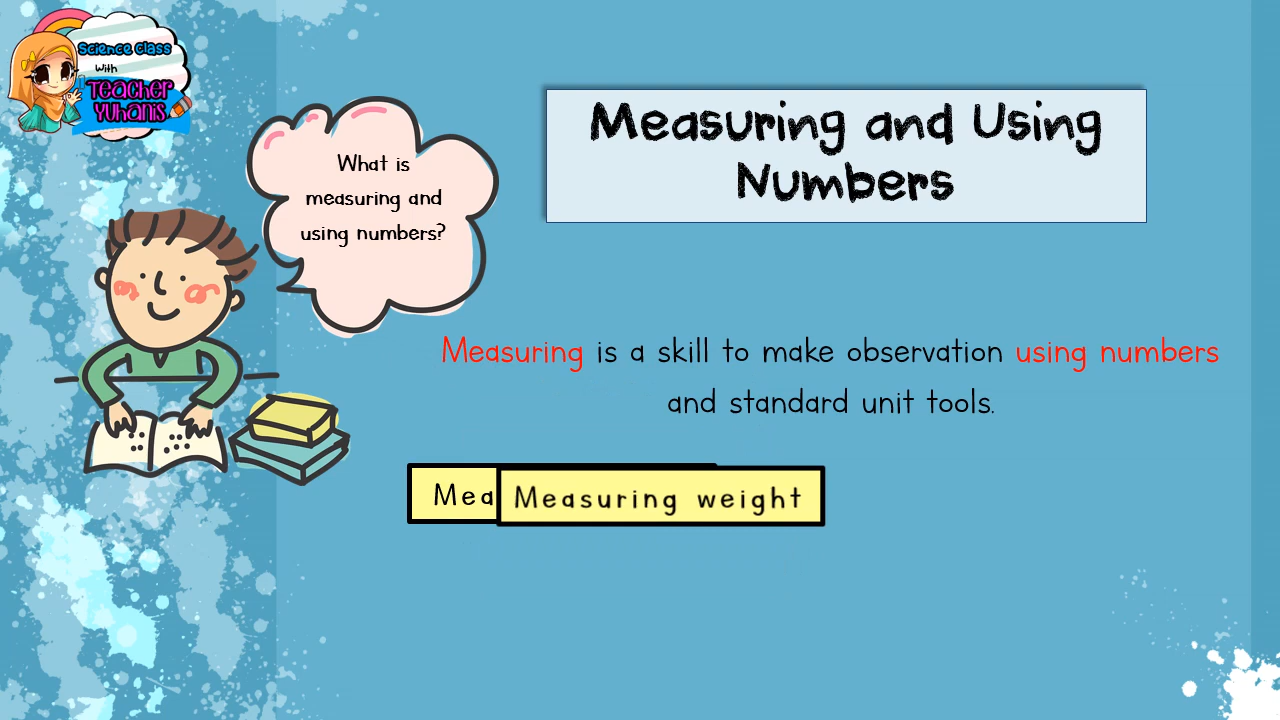 Science Class
With
Teacher
Yuhanis
What is
measuring and
using numbers?
Measuring and Using
Numbers
Measuring is a skill to make observation using numbers
and standard unit tools.
Measuring weight